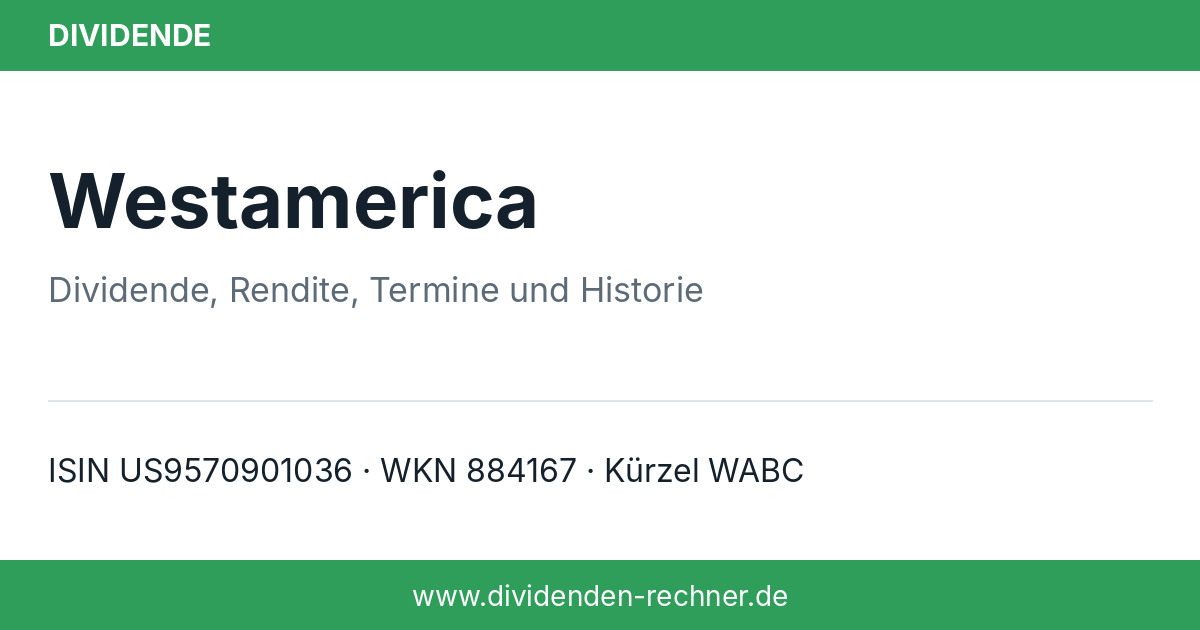 DIVIDENDE
Westamerica
Dividende, Rendite, Termine und Historie
ISIN US9570901036 · WKN 884167 · Kürzel WABC
www.dividenden-rechner.de